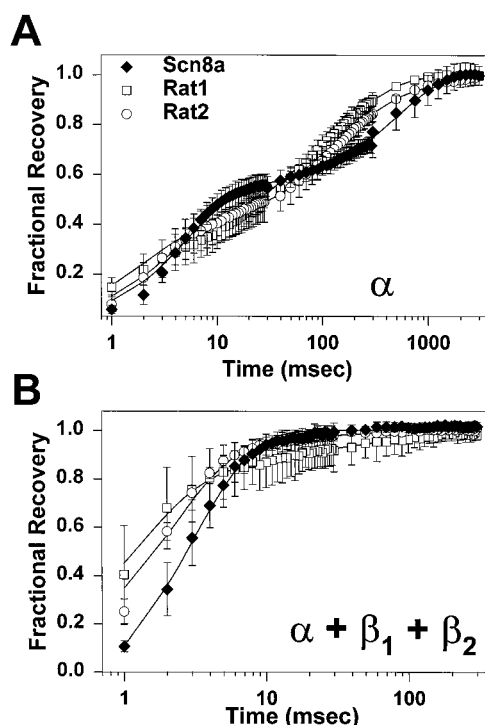 A
Scn8a
Rat1
Rat2
1.0
0.8
0.6
0.4
0.2
Fractional Recovery
α
1 10 100 1000
Time (msec)
B
1.0
0.8
0.6
0.4
0.2
0.0
Fractional Recovery
α + β1 + β2
1 10 100
Time (msec)